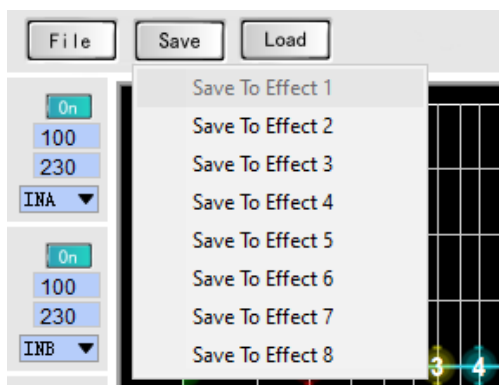 File Save Load
Save To Effect 1
Save To Effect 2
Save To Effect 3
Save To Effect 4
Save To Effect 5
Save To Effect 6
Save To Effect 7
Save To Effect 8
On
100
230
INA
On
100
230
INB
3 4